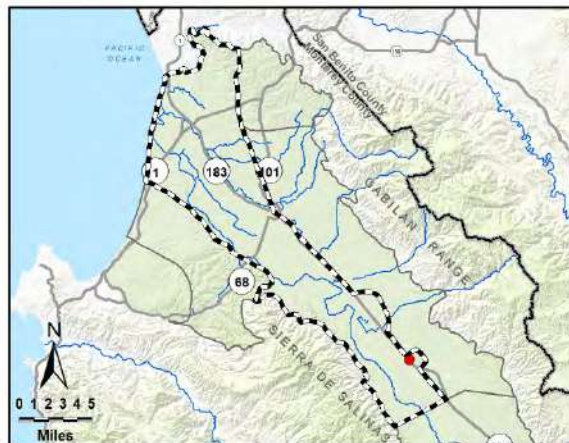 PACIFIC
OCEAN
1
San Benito County
Monterey County
1
183
101
GABILAN RANGE
68
SIERRA DE SALINAS
N
0 1 2 3 4 5
Miles